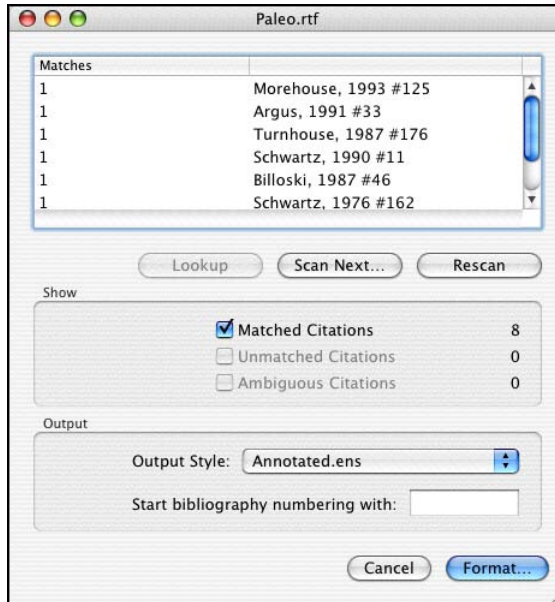 Paleo.rtf
Matches
1 Morehouse, 1993 #125
1 Argus, 1991 #33
1 Turnhouse, 1987 #176
1 Schwartz, 1990 #11
1 Billoski, 1987 #46
1 Schwartz, 1976 #162
Lookup Scan Next... Rescan
Show
Matched Citations 8
Unmatched Citations 0
Ambiguous Citations 0
Output
Output Style: Annotated.ens
Start bibliography numbering with:
Cancel Format...